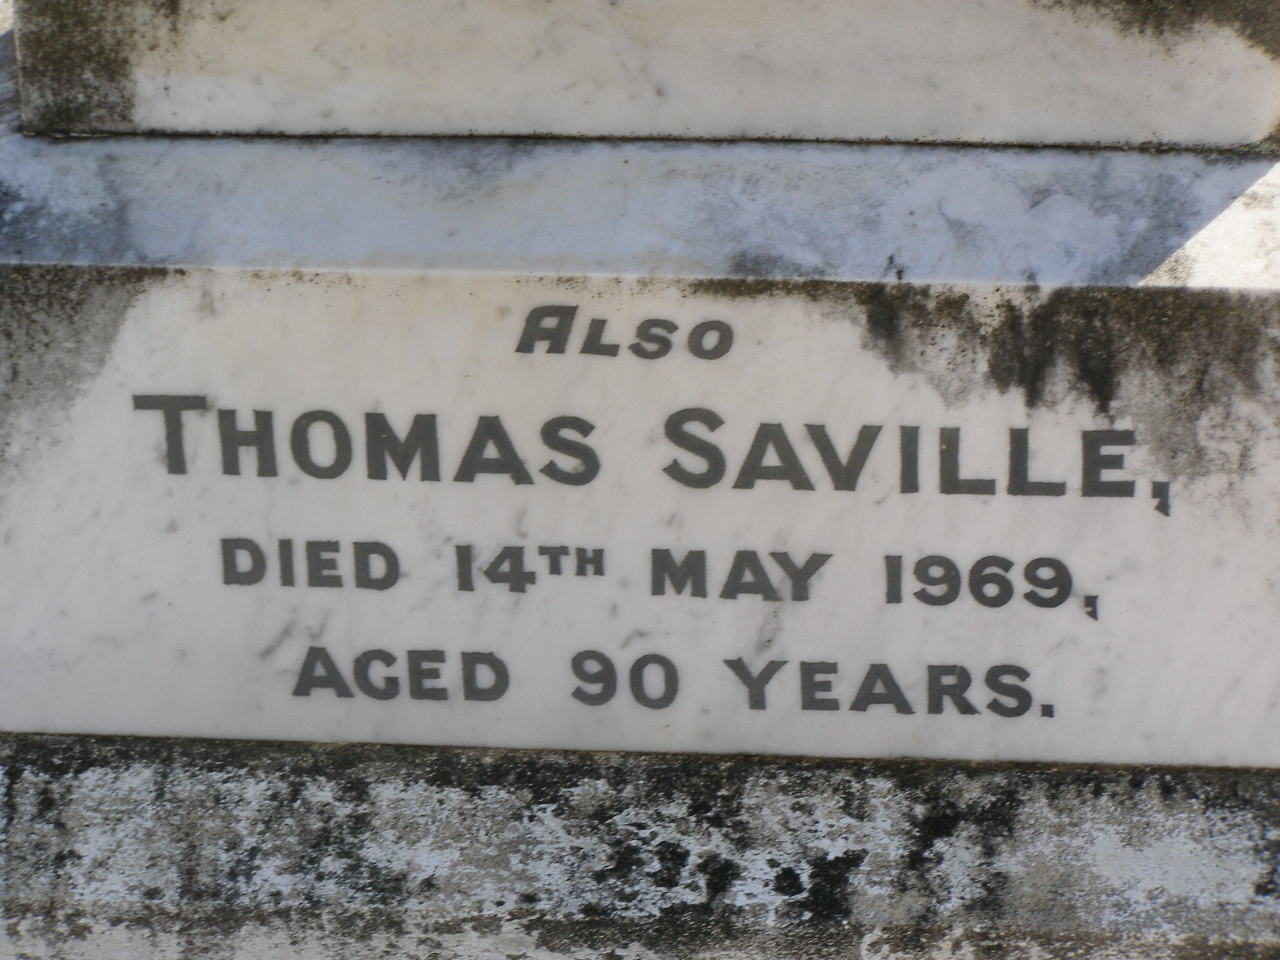 ALSO
THOMAS SAVILLE,
DIED 14TH MAY 1969,
AGED 90 YEARS.